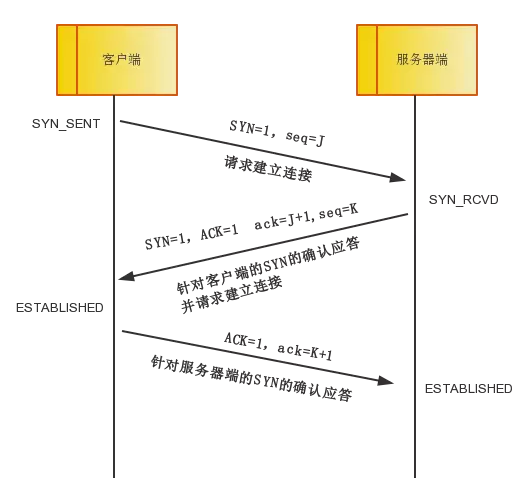 客户端
服务器端
SYN_SENT
SYN=1, seq=J
请求建立连接
SYN_RCVD
SYN=1, ACK=1 ack=J+1,seq=K
针对客户端的SYN的确认应答
并请求建立连接
ESTABLISHED
ACK=1, ack=K+1
针对服务器端的SYN的确认应答
ESTABLISHED